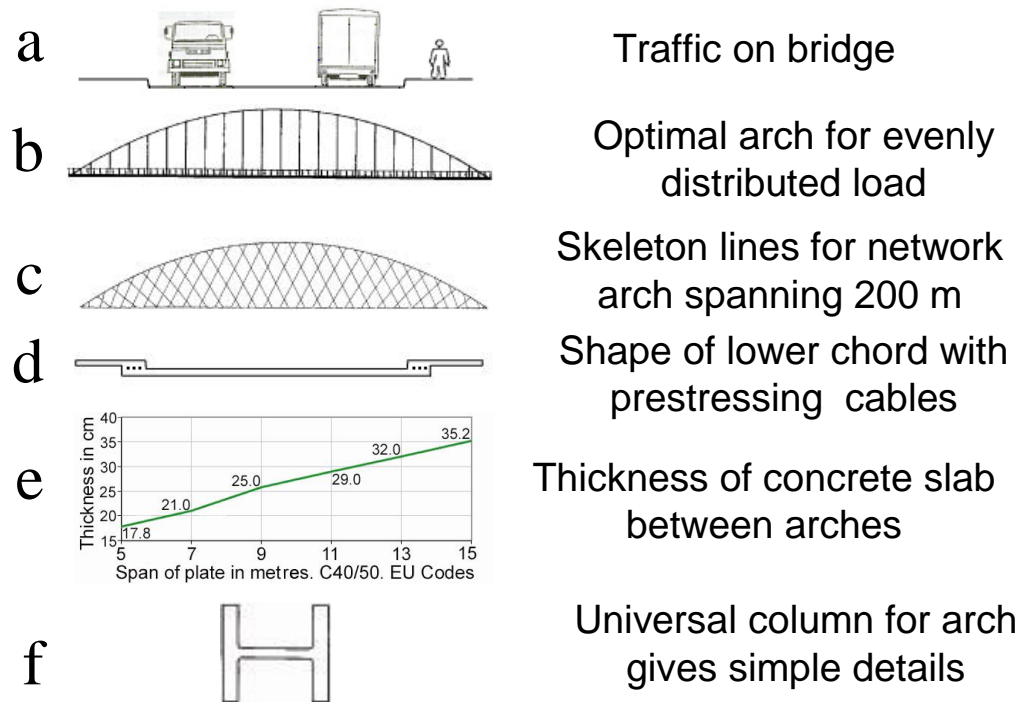 a
Traffic on bridge
b
Optimal arch for evenly
distributed load
c
Skeleton lines for network
arch spanning 200 m
d
Shape of lower chord with
prestressing cables
e
Thickness in cm
40
35
30
25
20
15
17.8
21.0
25.0
29.0
32.0
35.2
5 7 9 11 13 15
Span of plate in metres. C40/50. EU Codes
Thickness of concrete slab
between arches
f
Universal column for arch
gives simple details